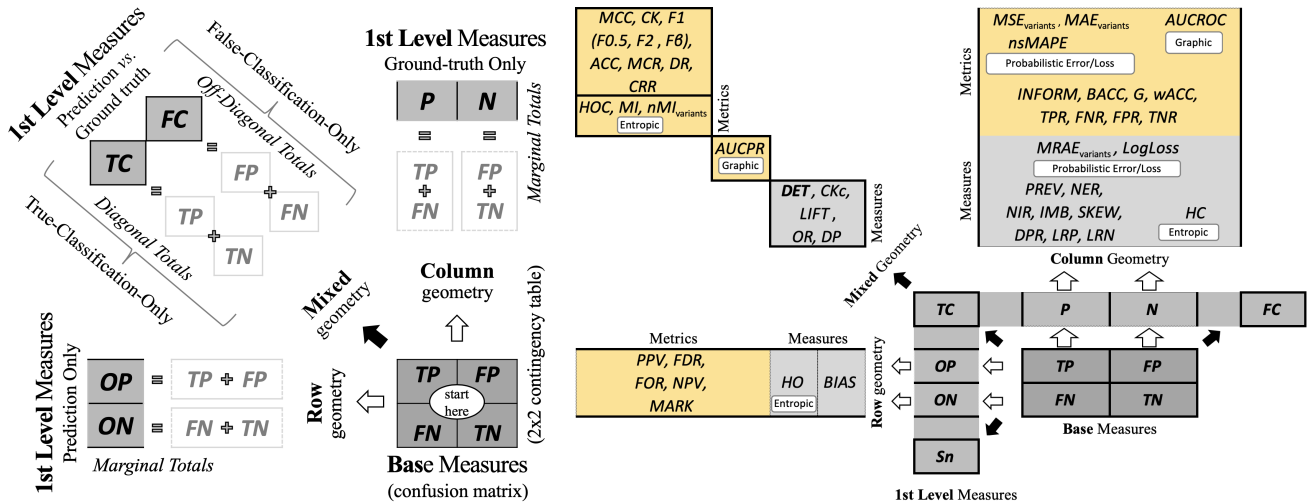 1st Level Measures
Prediction vs.
Ground truth
False-Classification-Only
Off-Diagonal Totals
FC
TC
=
FP
+
FN
=
TP
+
TN
Diagonal Totals
True-Classification-Only
1st Level Measures
Ground-truth Only
P N
= =
TP FP
+ +
FN TN
Marginal Totals
Mixed
geometry
Column
geometry
Row
geometry
1st Level Measures
Prediction Only
OP = TP + FP
ON = FN + TN
Marginal Totals
TP FP
start
here
FN TN
(2x2 contingency table)
Base Measures
(confusion matrix)
MCC, CK, F1
(F0.5, F2 , Fβ),
ACC, MCR, DR,
CRR
HOC, MI, nMIvariants
Entropic
Metrics
AUCPR
Graphic
DET , CKc,
LIFT ,
OR, DP
Measures
Mixed Geometry
Metrics
MSEvariants, MAEvariants
nsMAPE
Probabilistic Error/Loss
AUCROC
Graphic
INFORM, BACC, G, wACC,
TPR, FNR, FPR, TNR
Measures
MRAEvariants, LogLoss
Probabilistic Error/Loss
PREV, NER,
NIR, IMB, SKEW,
DPR, LRP, LRN
HC
Entropic
Column Geometry
Metrics Measures
PPV, FDR,
FOR, NPV,
MARK
HO
Entropic
BIAS
Row geometry
TC P N FC
OP TP FP
ON FN TN
Base Measures
Sn
1st Level Measures